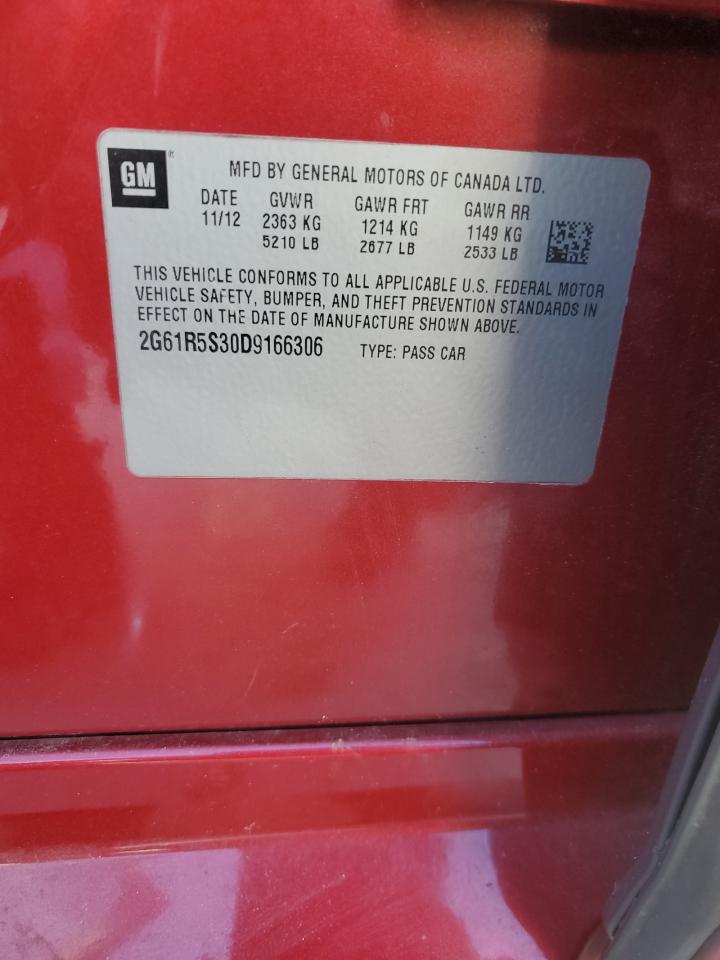 GM® MFD BY GENERAL MOTORS OF CANADA LTD.
DATE GVWR GAWR FRT GAWR RR
11/12 2363 KG 1214 KG 1149 KG
5210 LB 2677 LB 2533 LB
THIS VEHICLE CONFORMS TO ALL APPLICABLE U.S. FEDERAL MOTOR
VEHICLE SAFETY, BUMPER, AND THEFT PREVENTION STANDARDS IN
EFFECT ON THE DATE OF MANUFACTURE SHOWN ABOVE.
2G61R5S30D9166306 TYPE: PASS CAR